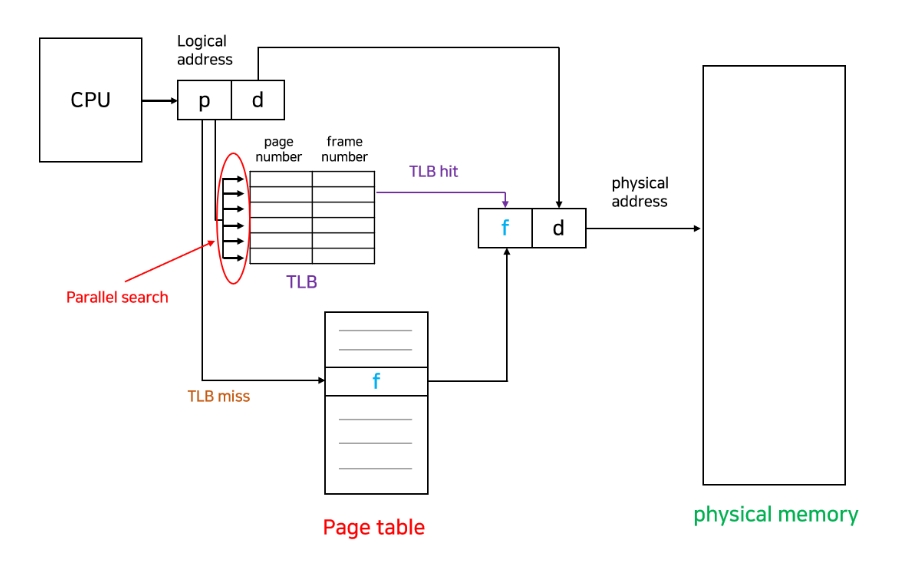 Logical
address
CPU
p
d
page
number
frame
number
TLB hit
physical
address
f
d
Parallel search
TLB
f
TLB miss
Page table
physical memory